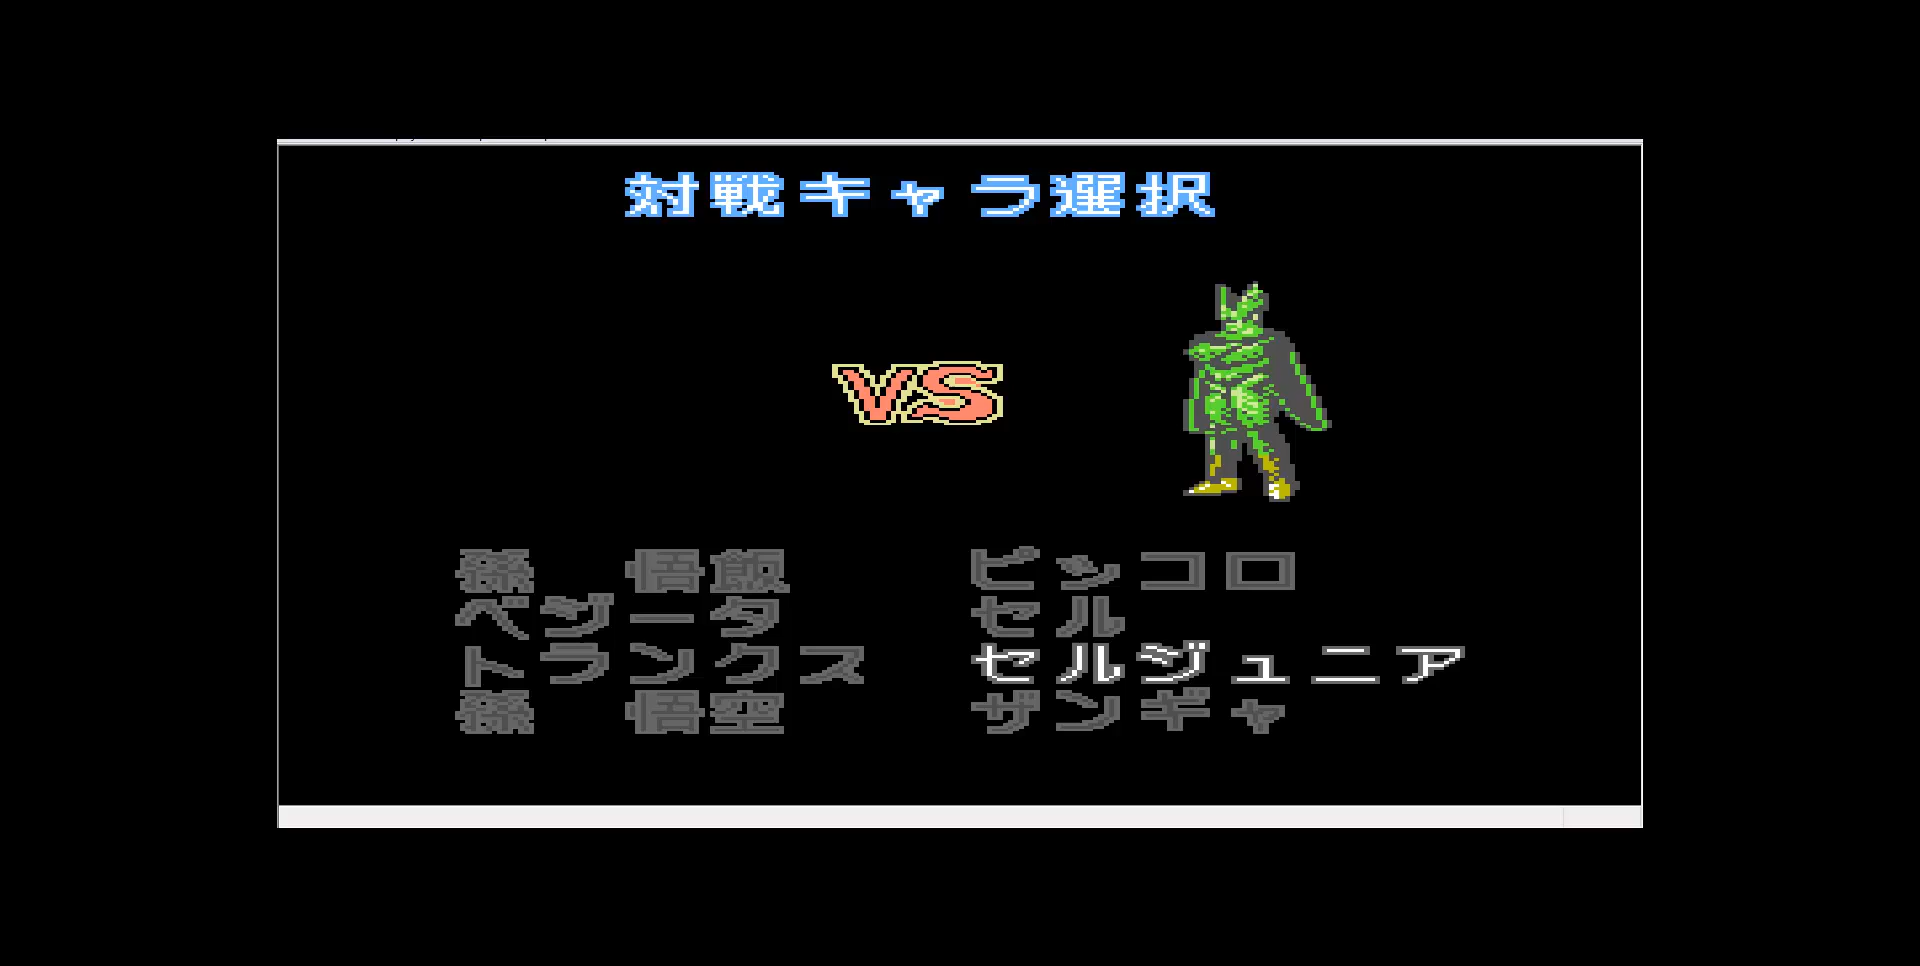 対戦キャラ選択
VS
孫 悟飯 ピッコロ
ベジータ セル
トランクス セルジュニア
孫 悟空 ザンギャ